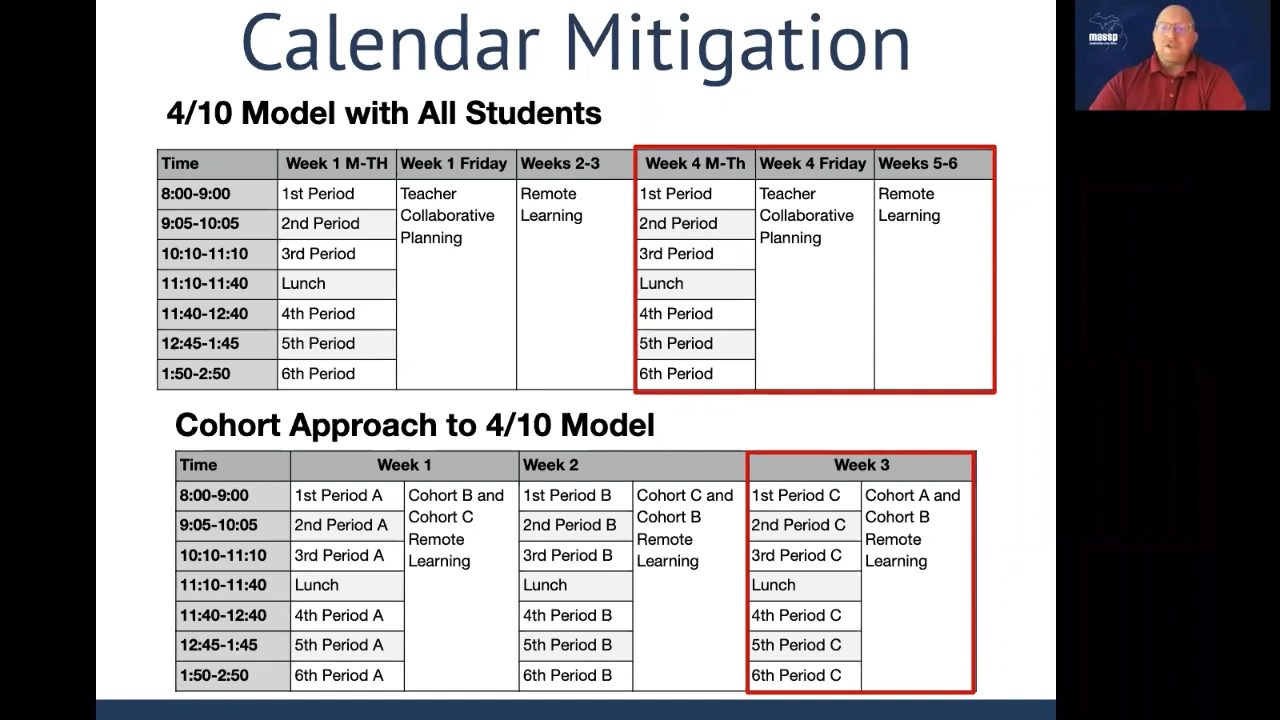 Calendar Mitigation
massp
4/10 Model with All Students
Time Week 1 M-TH Week 1 Friday Weeks 2-3 Week 4 M-Th Week 4 Friday Weeks 5-6
8:00-9:00 1st Period Teacher Remote 1st Period Teacher Remote
Collaborative Learning Collaborative Learning
9:05-10:05 2nd Period 2nd Period
Planning Planning
10:10-11:10 3rd Period 3rd Period
11:10-11:40 Lunch Lunch
11:40-12:40 4th Period 4th Period
12:45-1:45 5th Period 5th Period
1:50-2:50 6th Period 6th Period
Cohort Approach to 4/10 Model
Time Week 1 Week 2 Week 3
8:00-9:00 1st Period A Cohort B and 1st Period B Cohort C and 1st Period C Cohort A and
Cohort C Cohort B Cohort B
9:05-10:05 2nd Period A 2nd Period B 2nd Period C
Remote Remote Remote
10:10-11:10 3rd Period A Learning 3rd Period B Learning 3rd Period C Learning
11:10-11:40 Lunch Lunch Lunch
11:40-12:40 4th Period A 4th Period B 4th Period C
12:45-1:45 5th Period A 5th Period B 5th Period C
1:50-2:50 6th Period A 6th Period B 6th Period C